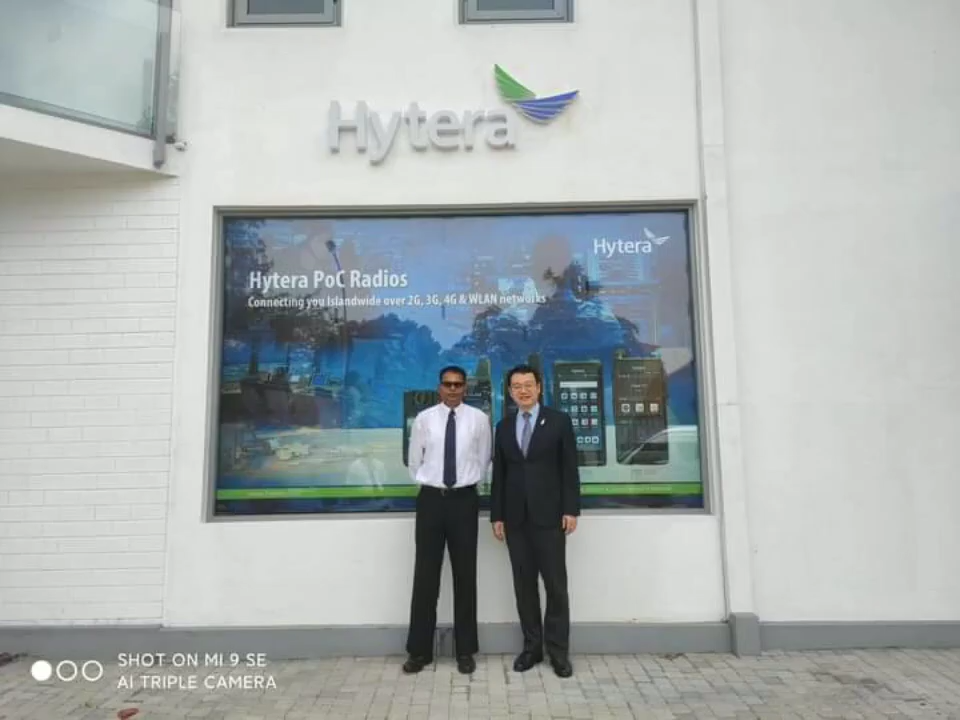 Hytera
Hytera
Hytera PoC Radios
Connecting you Islandwide over 2G, 3G, 4G & WLAN networks
SHOT ON MI 9 SE
AI TRIPLE CAMERA